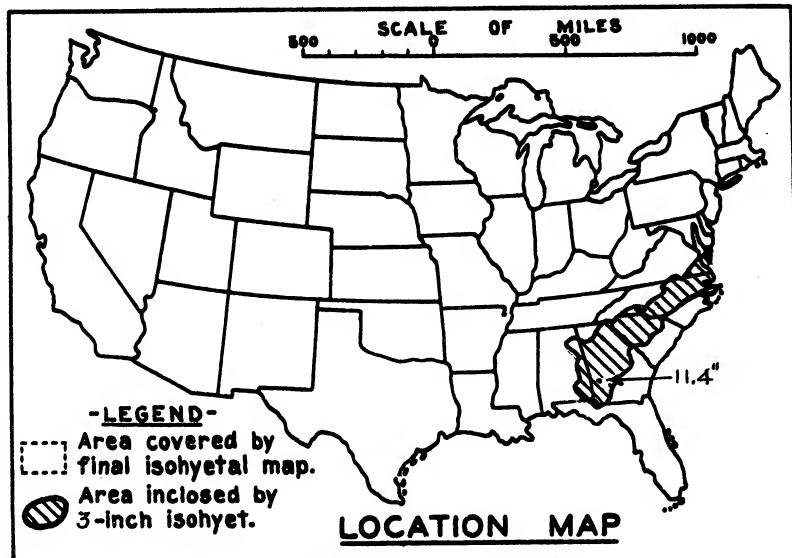 SCALE OF MILES
500 0 500 1000
11.4"
-LEGEND-
Area covered by
final isohyetal map.
Area inclosed by
3-inch isohyet.
LOCATION MAP